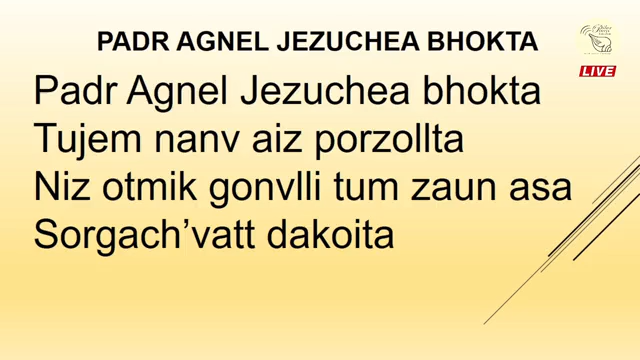 PADR AGNEL JEZUCHEA BHOKTA
LIVE
Padr Agnel Jezuchea bhokta
Tujem nanv aiz porzollta
Niz otmik gonvlli tum zaun asa
Sorgach’vatt dakoita